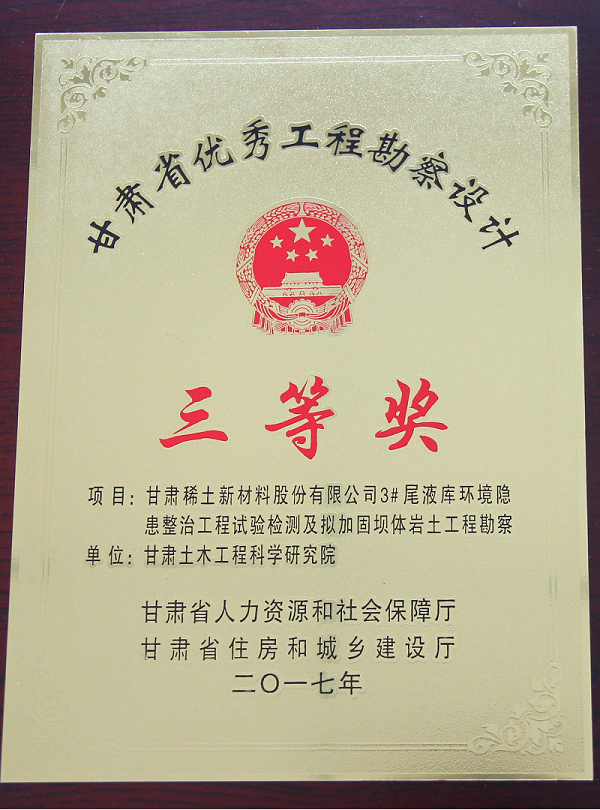 甘肃省优秀工程勘察设计
三等奖
项目：甘肃稀土新材料股份有限公司3#尾液库环境隐
患整治工程试验检测及拟加固坝体岩土工程勘察
单位：甘肃土木工程科学研究院
甘肃省人力资源和社会保障厅
甘肃省住房和城乡建设厅
二〇一七年